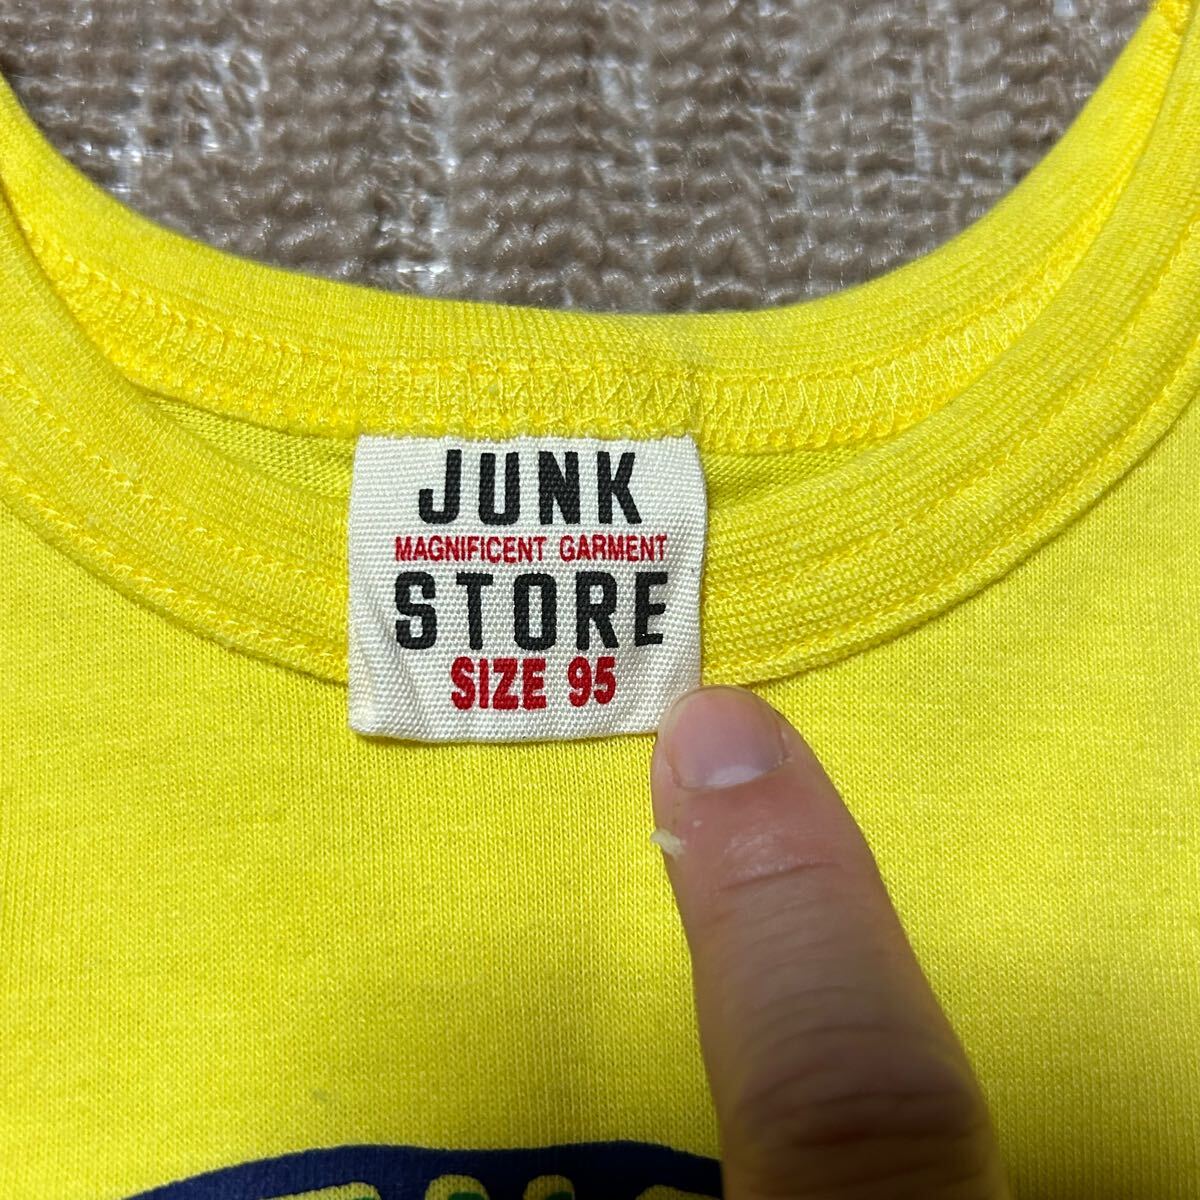 JUNK
MAGNIFICENT GARMENT
STORE
SIZE 95